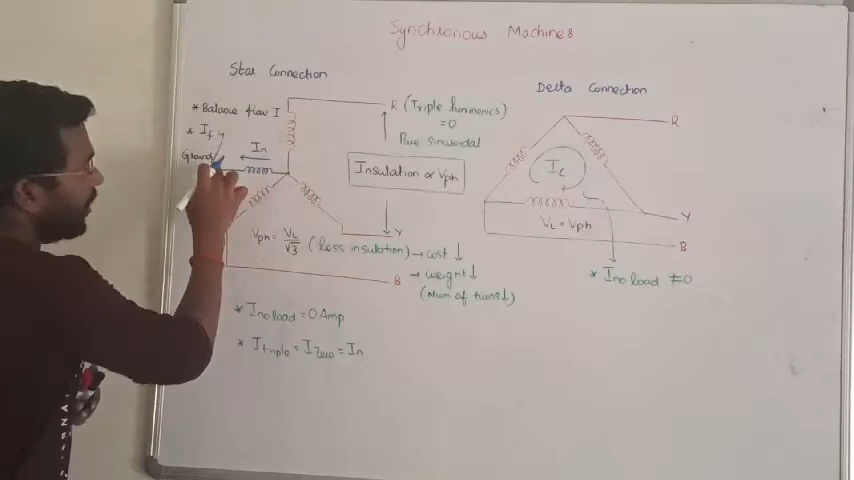 Synchronous Machines
Star Connection
* Balance flow I
* If
Ground
In
R (Triple harmonics)
= 0
Pure sinusoidal
Insulation α Vph
Vph = VL/√3 (less insulation) → cost ↓
Y
→ weight ↓
(Num of turns ↓)
B
* Ino load = 0 Amp
* Itriple = IZero = In
Delta Connection
R
Ic
VL = Vph
Y
B
* Ino load ≠ 0